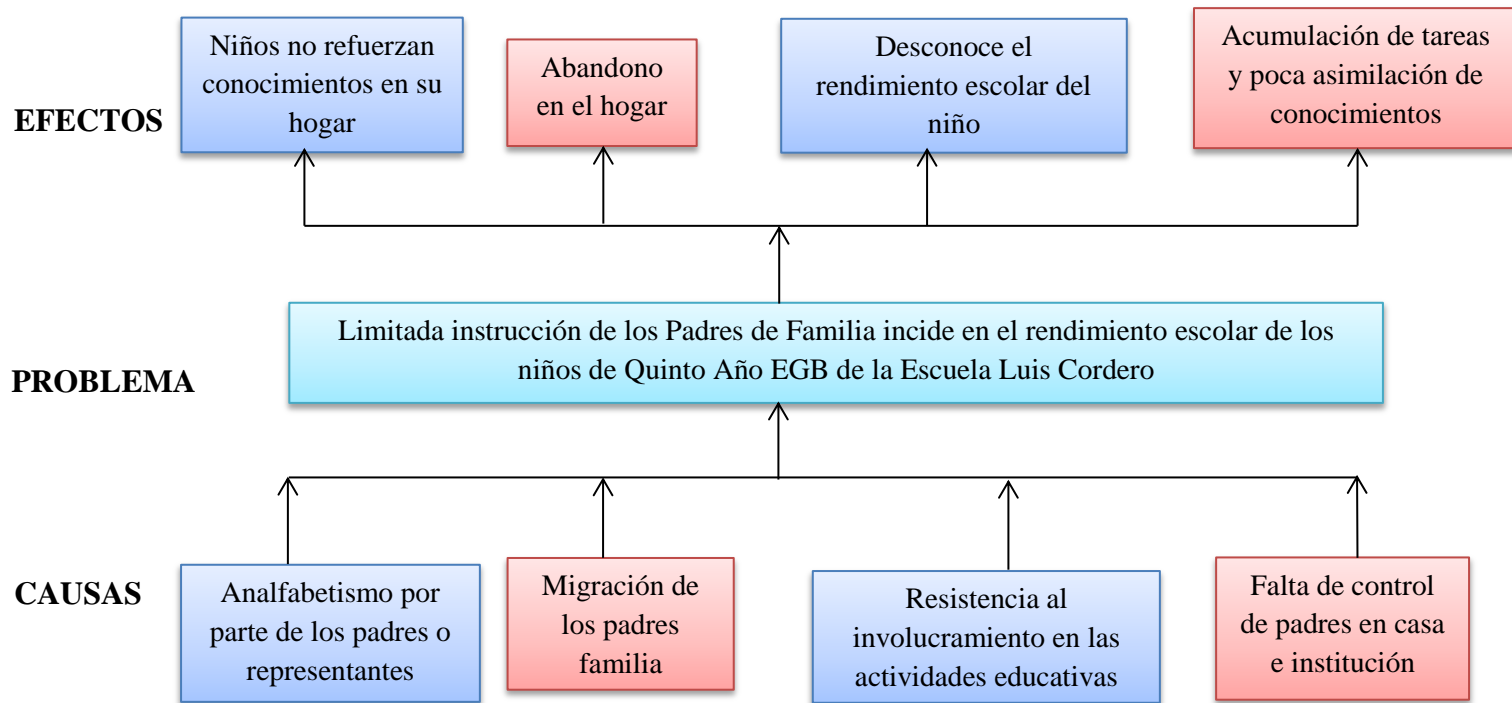 EFECTOS
Niños no refuerzan
conocimientos en su
hogar
Abandono
en el hogar
Desconoce el
rendimiento escolar del
niño
Acumulación de tareas
y poca asimilación de
conocimientos
PROBLEMA
Limitada instrucción de los Padres de Familia incide en el rendimiento escolar de los
niños de Quinto Año EGB de la Escuela Luis Cordero
CAUSAS
Analfabetismo por
parte de los padres o
representantes
Migración de
los padres
familia
Resistencia al
involucramiento en las
actividades educativas
Falta de control
de padres en casa
e institución